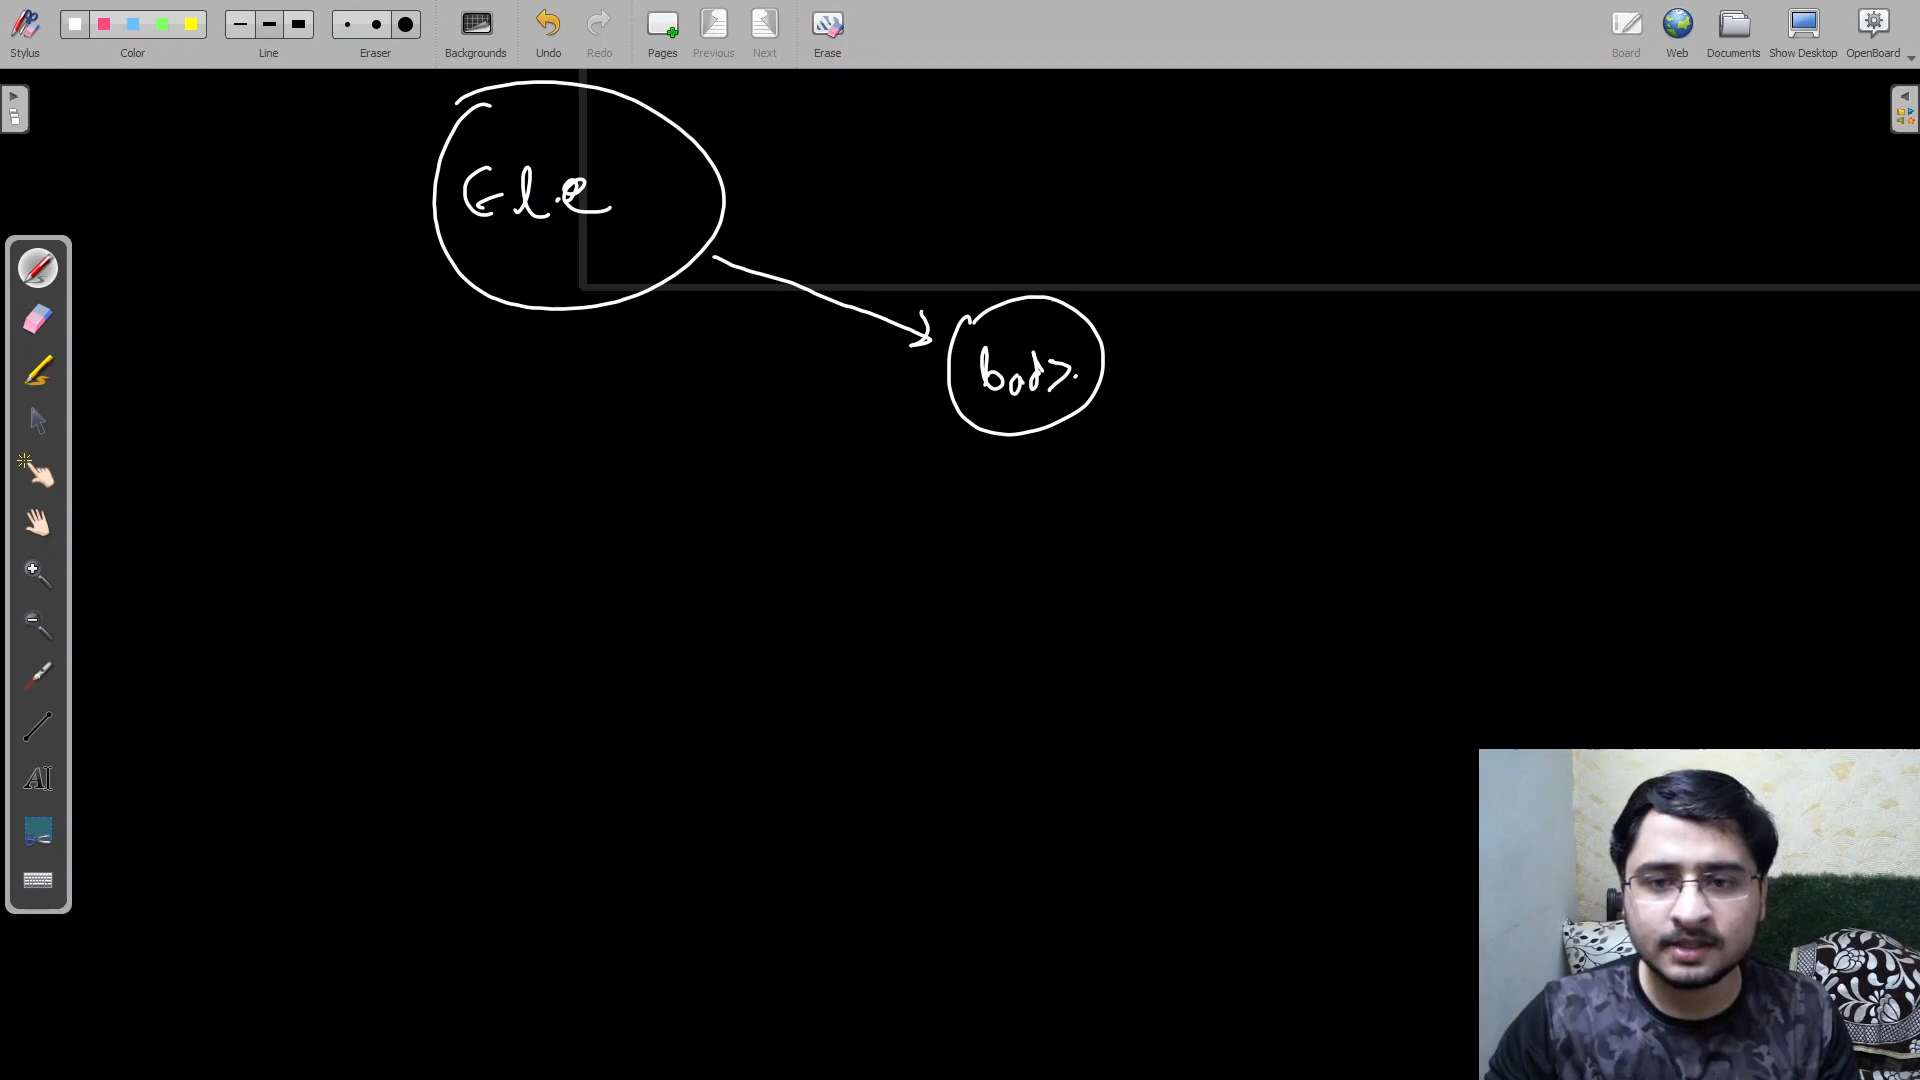 Stylus
Color
Line
Eraser
Backgrounds
Undo
Redo
Pages
Previous
Next
Erase
Board
Web
Documents
Show Desktop
OpenBoard
Ele
body
AI